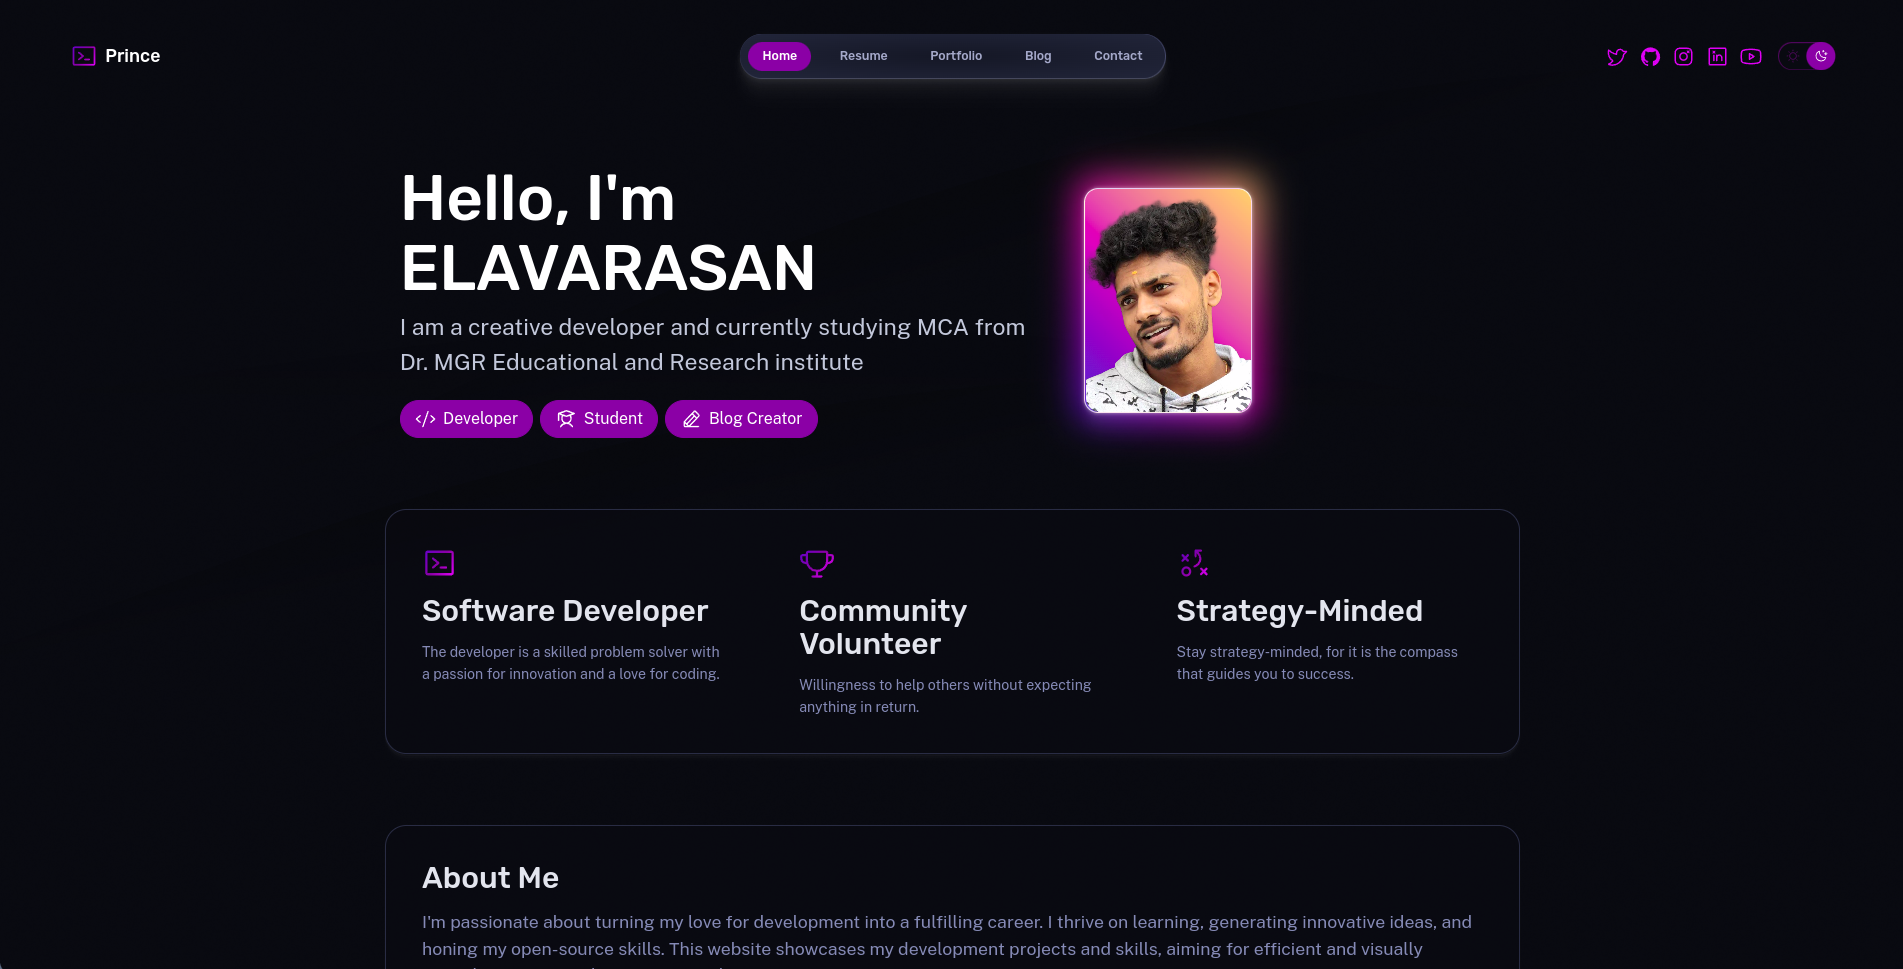 Prince
Home
Resume
Portfolio
Blog
Contact
Hello, I'm
ELAVARASAN
I am a creative developer and currently studying MCA from
Dr. MGR Educational and Research institute
Developer
Student
Blog Creator
Software Developer
The developer is a skilled problem solver with
a passion for innovation and a love for coding.
Community
Volunteer
Willingness to help others without expecting
anything in return.
Strategy-Minded
Stay strategy-minded, for it is the compass
that guides you to success.
About Me
I'm passionate about turning my love for development into a fulfilling career. I thrive on learning, generating innovative ideas, and
honing my open-source skills. This website showcases my development projects and skills, aiming for efficient and visually